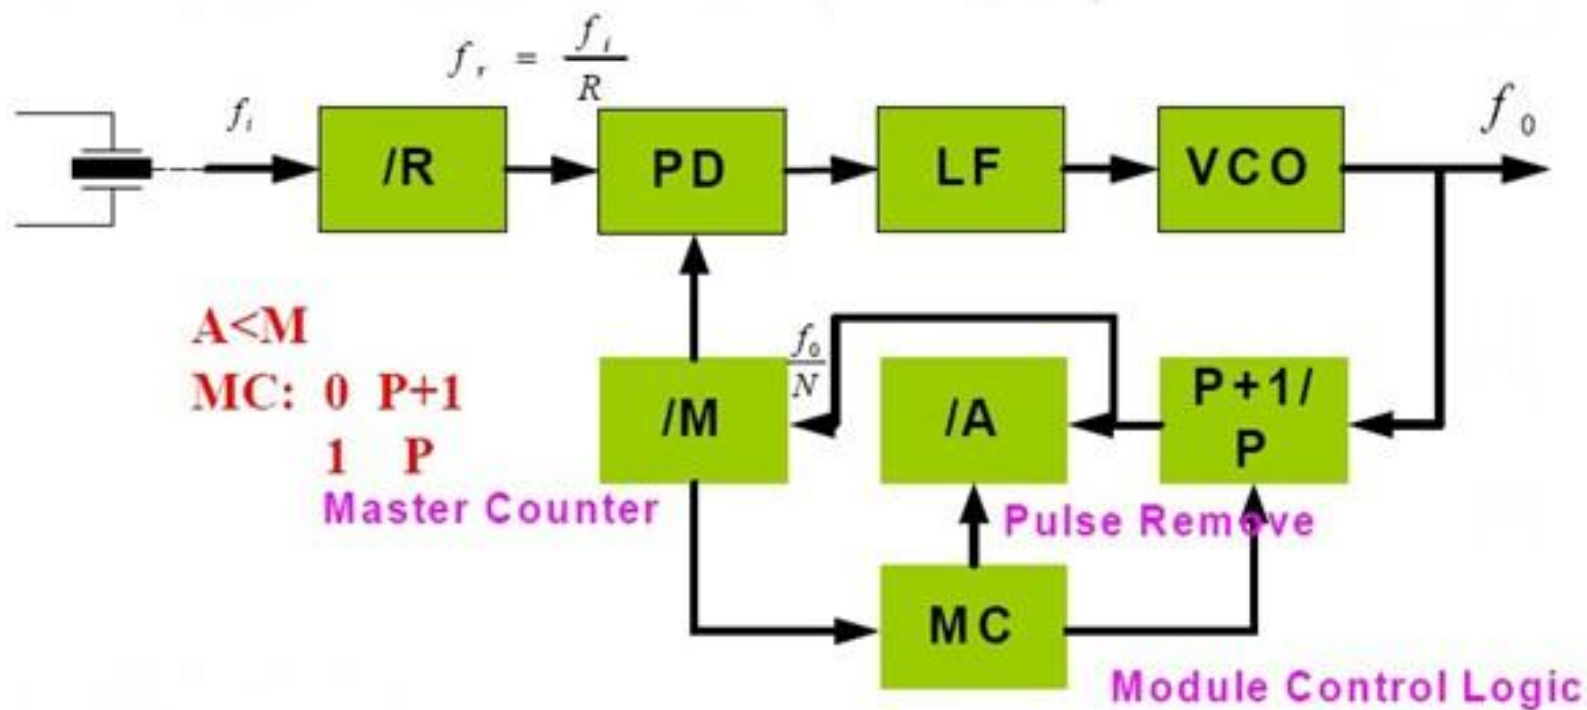 f_r = f_i / R
f_i
/R
PD
LF
VCO
f_0
A<M
MC: 0 P+1
1 P
/M
f_0 / N
/A
P+1/
P
Master Counter
Pulse Remove
MC
Module Control Logic